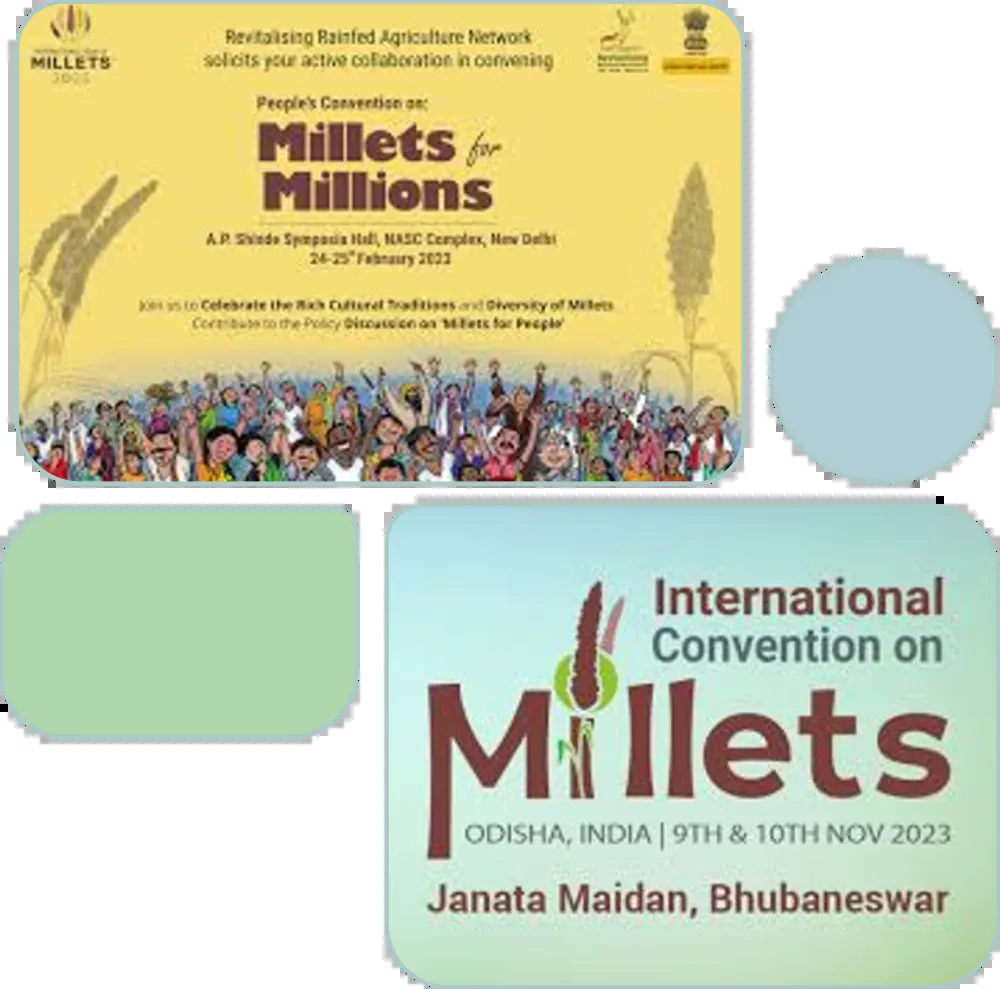 MILLETS
2023
Revitalising Rainfed Agriculture Network
solicits your active collaboration in convening
People's Convention on:
Millets for
Millions
A.P. Shinde Symposia Hall, NASC Complex, New Delhi
24-25th February 2023
Join us to Celebrate the Rich Cultural Traditions and Diversity of Millets
Contribute to the Policy Discussion on 'Millets for People'
International
Convention on
Millets
ODISHA, INDIA | 9TH & 10TH NOV 2023
Janata Maidan, Bhubaneswar